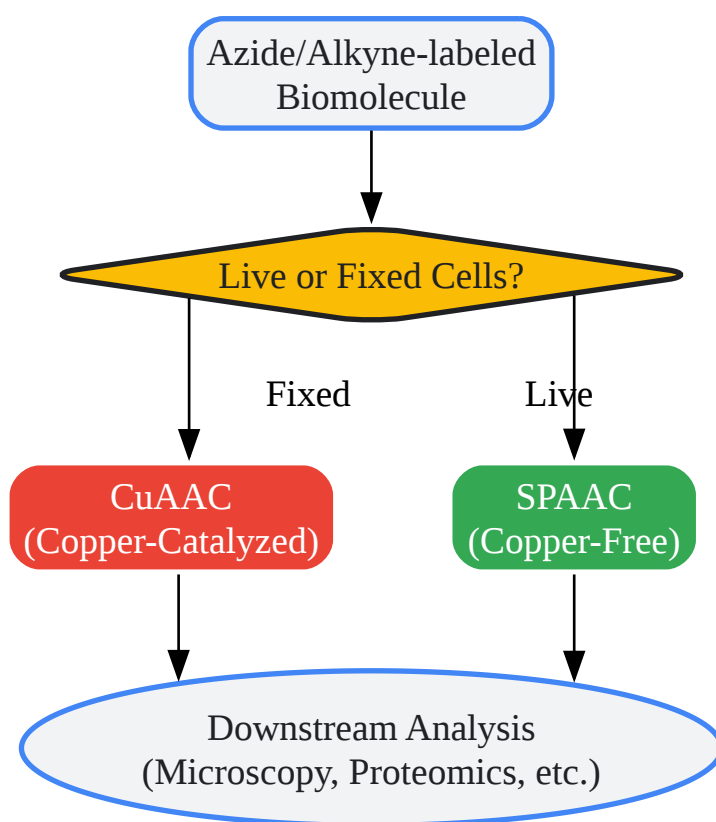 Azide/Alkyne-labeled
Biomolecule
Live or Fixed Cells?
Fixed
Live
CuAAC
(Copper-Catalyzed)
SPAAC
(Copper-Free)
Downstream Analysis
(Microscopy, Proteomics, etc.)